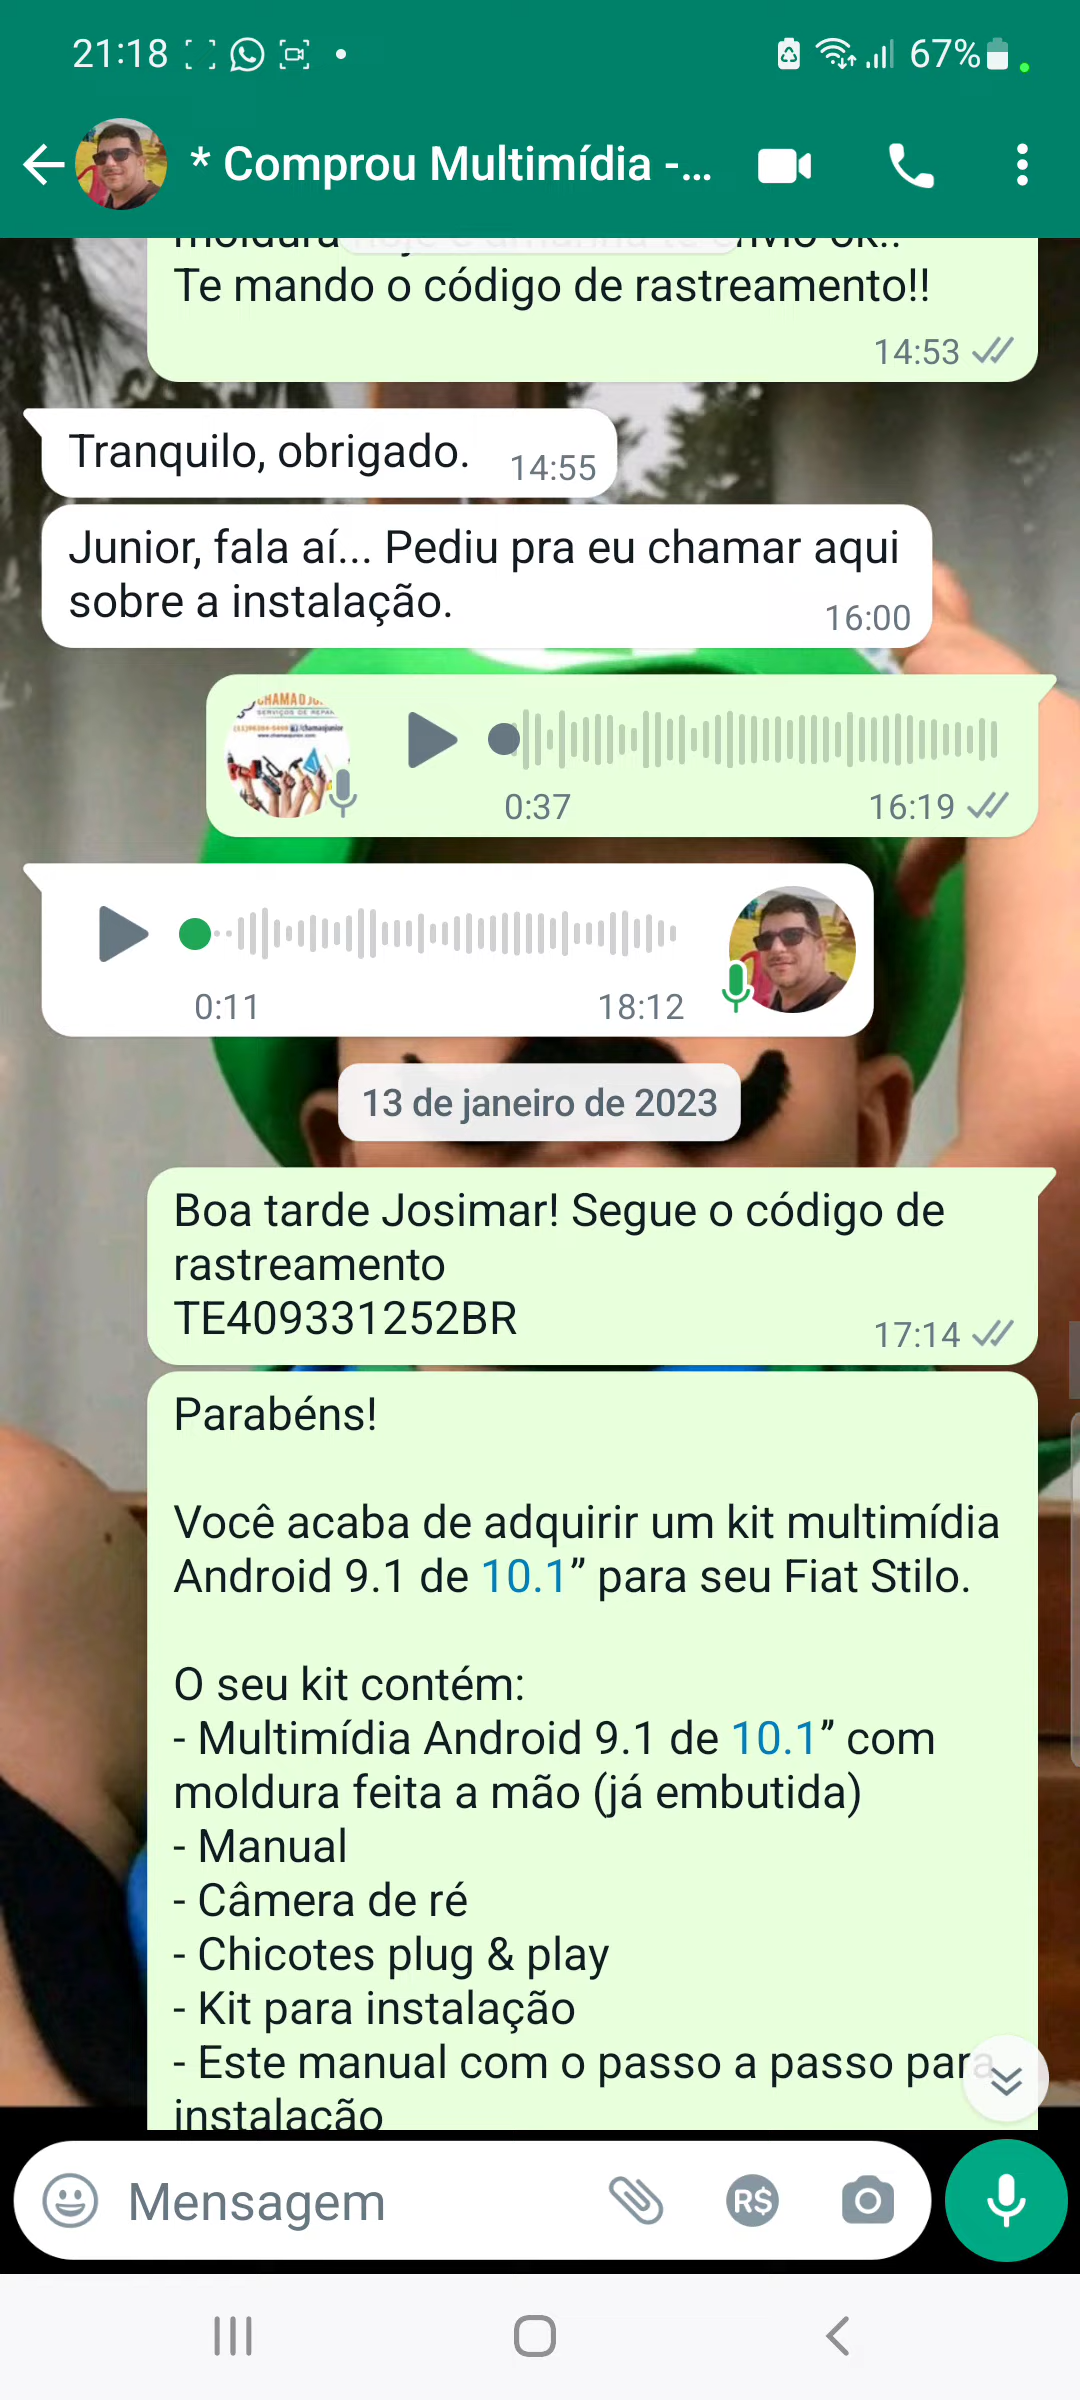 21:18
67%
* Comprou Multimídia -...
Te mando o código de rastreamento!!
14:53
Tranquilo, obrigado.
14:55
Junior, fala aí... Pediu pra eu chamar aqui
sobre a instalação.
16:00
0:37
16:19
0:11
18:12
13 de janeiro de 2023
Boa tarde Josimar! Segue o código de
rastreamento
TE409331252BR
17:14
Parabéns!
Você acaba de adquirir um kit multimídia
Android 9.1 de 10.1” para seu Fiat Stilo.
O seu kit contém:
- Multimídia Android 9.1 de 10.1” com
moldura feita a mão (já embutida)
- Manual
- Câmera de ré
- Chicotes plug & play
- Kit para instalação
- Este manual com o passo a passo para
instalação
Mensagem
R$